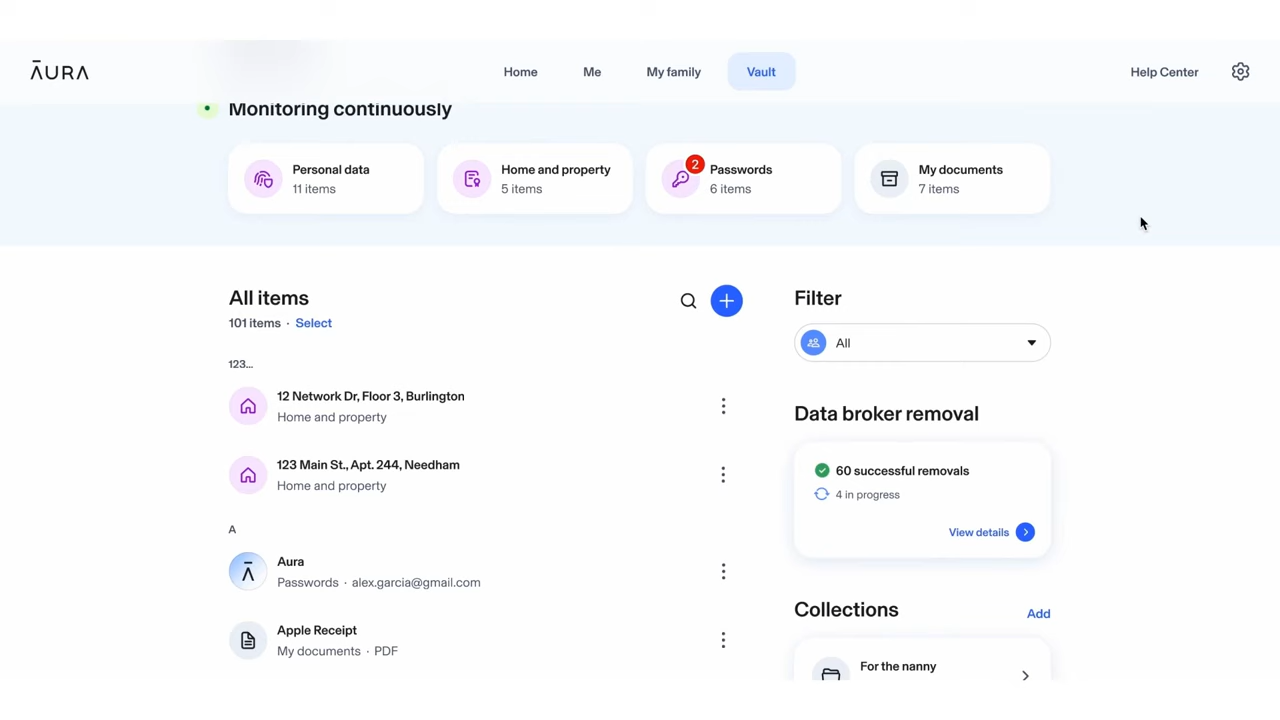 ĀURA
Home
Me
My family
Vault
Help Center
Monitoring continuously
Personal data
11 items
Home and property
5 items
2
Passwords
6 items
My documents
7 items
All items
101 items · Select
123...
12 Network Dr, Floor 3, Burlington
Home and property
123 Main St., Apt. 244, Needham
Home and property
A
Ā
Aura
Passwords · alex.garcia@gmail.com
Apple Receipt
My documents · PDF
Filter
All
Data broker removal
60 successful removals
4 in progress
View details
Collections
Add
For the nanny